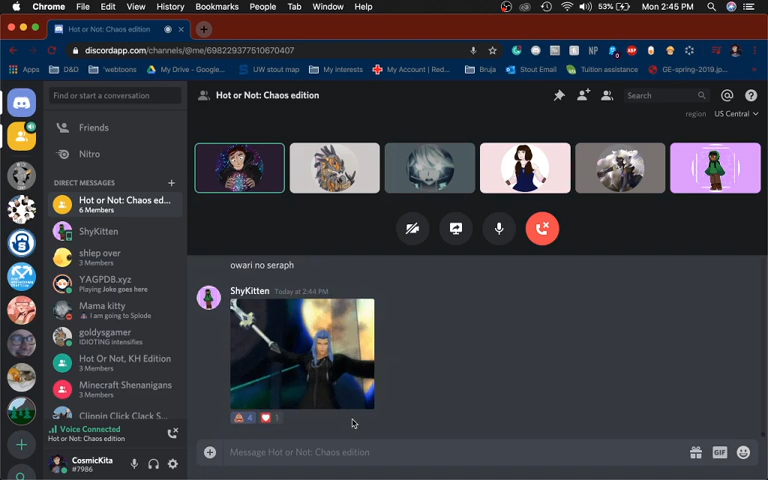 Chrome File Edit View History Bookmarks People Tab Window Help
53% Mon 2:45 PM
Hot or Not: Chaos edition
discordapp.com/channels/@me/698229377510670407
Apps D&D *webtoons My Drive - Google... UW stout map My interests My Account | Red... Bruja Stout Email Tuition assistance GE-spring-2019.jp...
Find or start a conversation
Hot or Not: Chaos edition
Search
region US Central
Friends
Nitro
DIRECT MESSAGES
Hot or Not: Chaos ed...
6 Members
ShyKitten
shlep over
3 Members
YAGPDB.xyz
Playing Joke goes here
Mama kitty
I am going to Splode
goldysgamer
IDIOTING intensifies
Hot Or Not, KH Edition
3 Members
Minecraft Shenanigans
3 Members
Clippin Click Clack S...
Voice Connected
Hot or Not: Chaos edition
CosmicKita
#7986
owari no seraph
ShyKitten Today at 2:44 PM
4 1
Message Hot or Not: Chaos edition
GIF